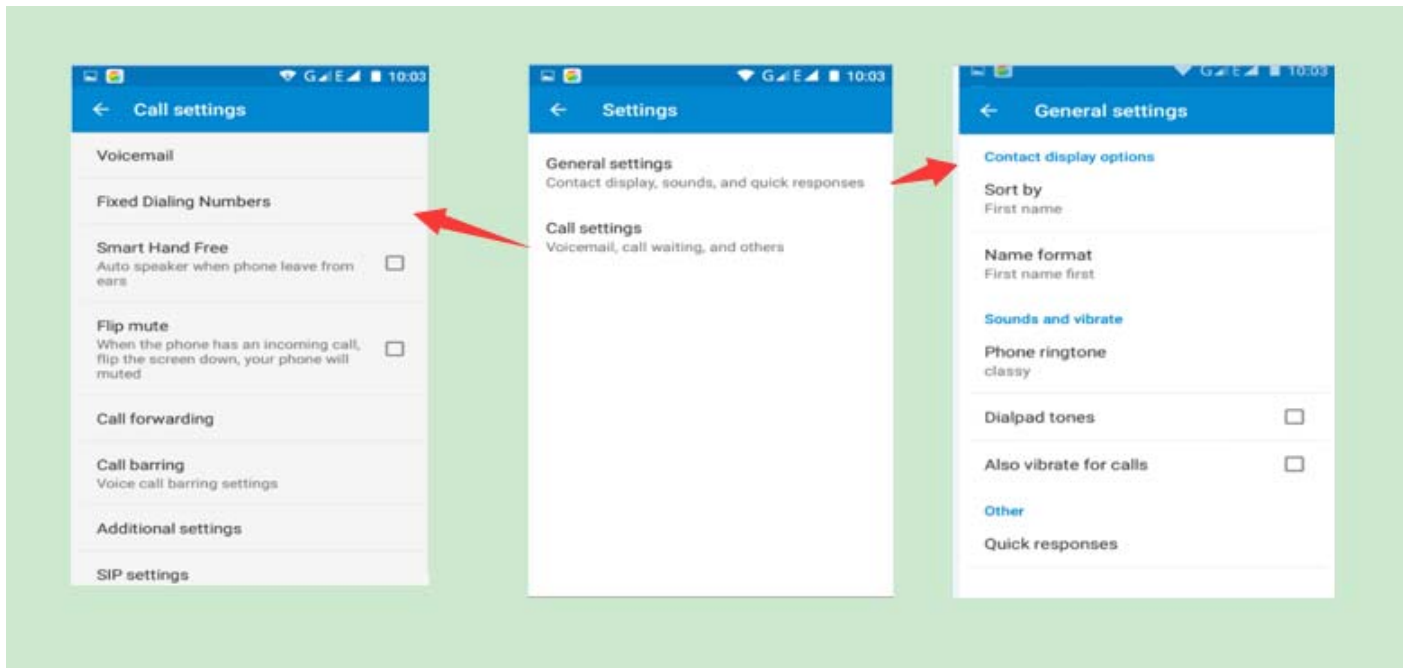 G E 10:03
Call settings
Voicemail
Fixed Dialing Numbers
Smart Hand Free
Auto speaker when phone leave from
ears
Flip mute
When the phone has an incoming call,
flip the screen down, your phone will
muted
Call forwarding
Call barring
Voice call barring settings
Additional settings
SIP settings
G E 10:03
Settings
General settings
Contact display, sounds, and quick responses
Call settings
Voicemail, call waiting, and others
G E 10:03
General settings
Contact display options
Sort by
First name
Name format
First name first
Sounds and vibrate
Phone ringtone
classy
Dialpad tones
Also vibrate for calls
Other
Quick responses